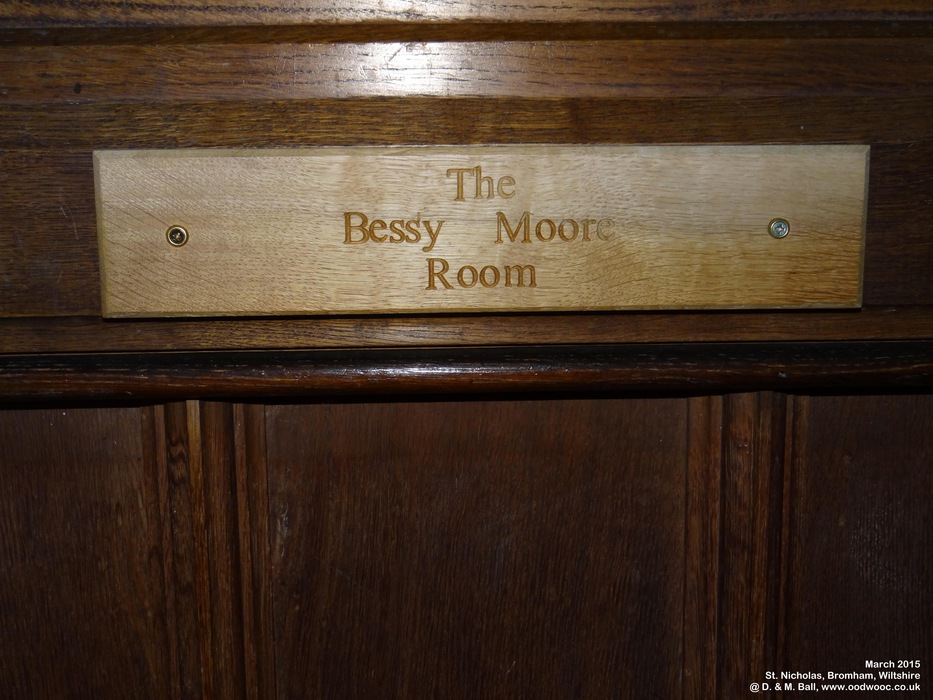 The
Bessy Moore
Room
March 2015
St. Nicholas, Bromham, Wiltshire
@ D. & M. Ball, www.oodwooc.co.uk